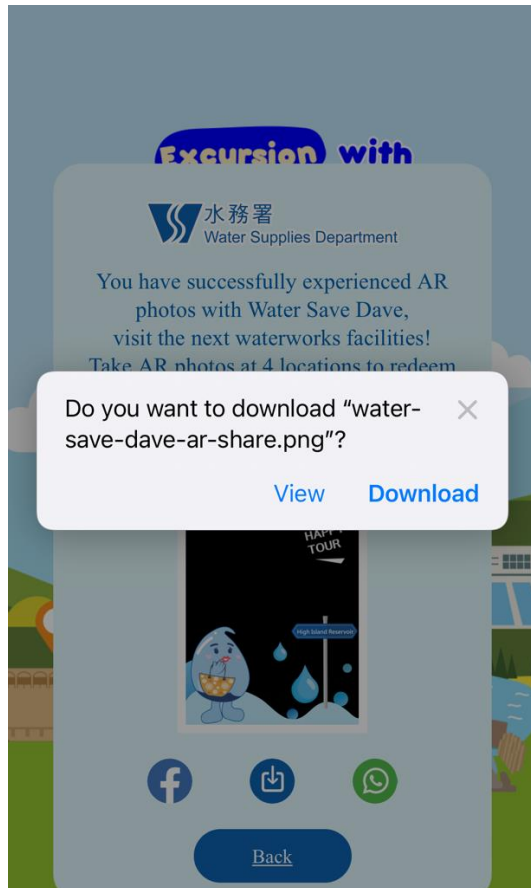 Excursion with
水務署
Water Supplies Department
You have successfully experienced AR
photos with Water Save Dave,
visit the next waterworks facilities!
Take AR photos at 4 locations to redeem
Do you want to download “water-
save-dave-ar-share.png”?
View Download
HAPPY
TOUR
High Island Reservoir
Back